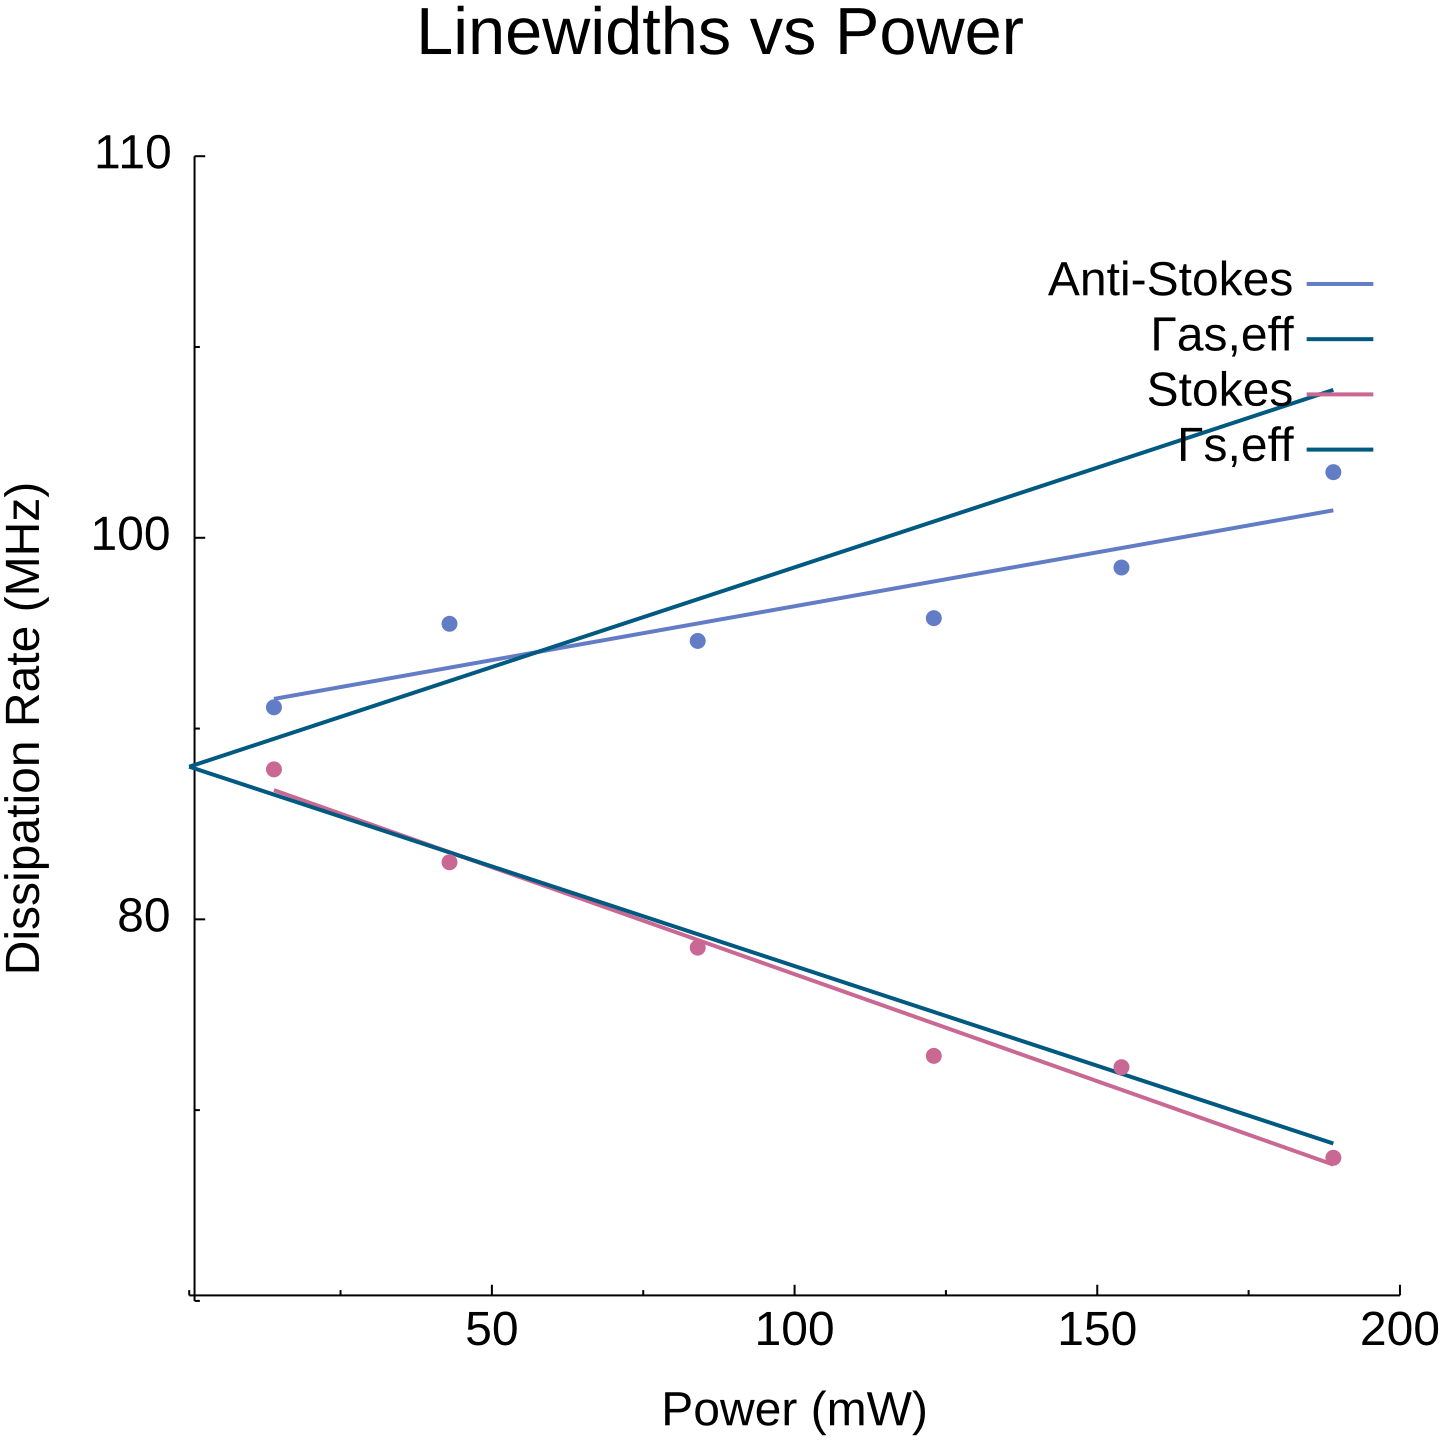 Linewidths vs Power
110
Anti-Stokes
Γas,eff
Stokes
Γs,eff
100
80
Dissipation Rate (MHz)
50 100 150 200
Power (mW)